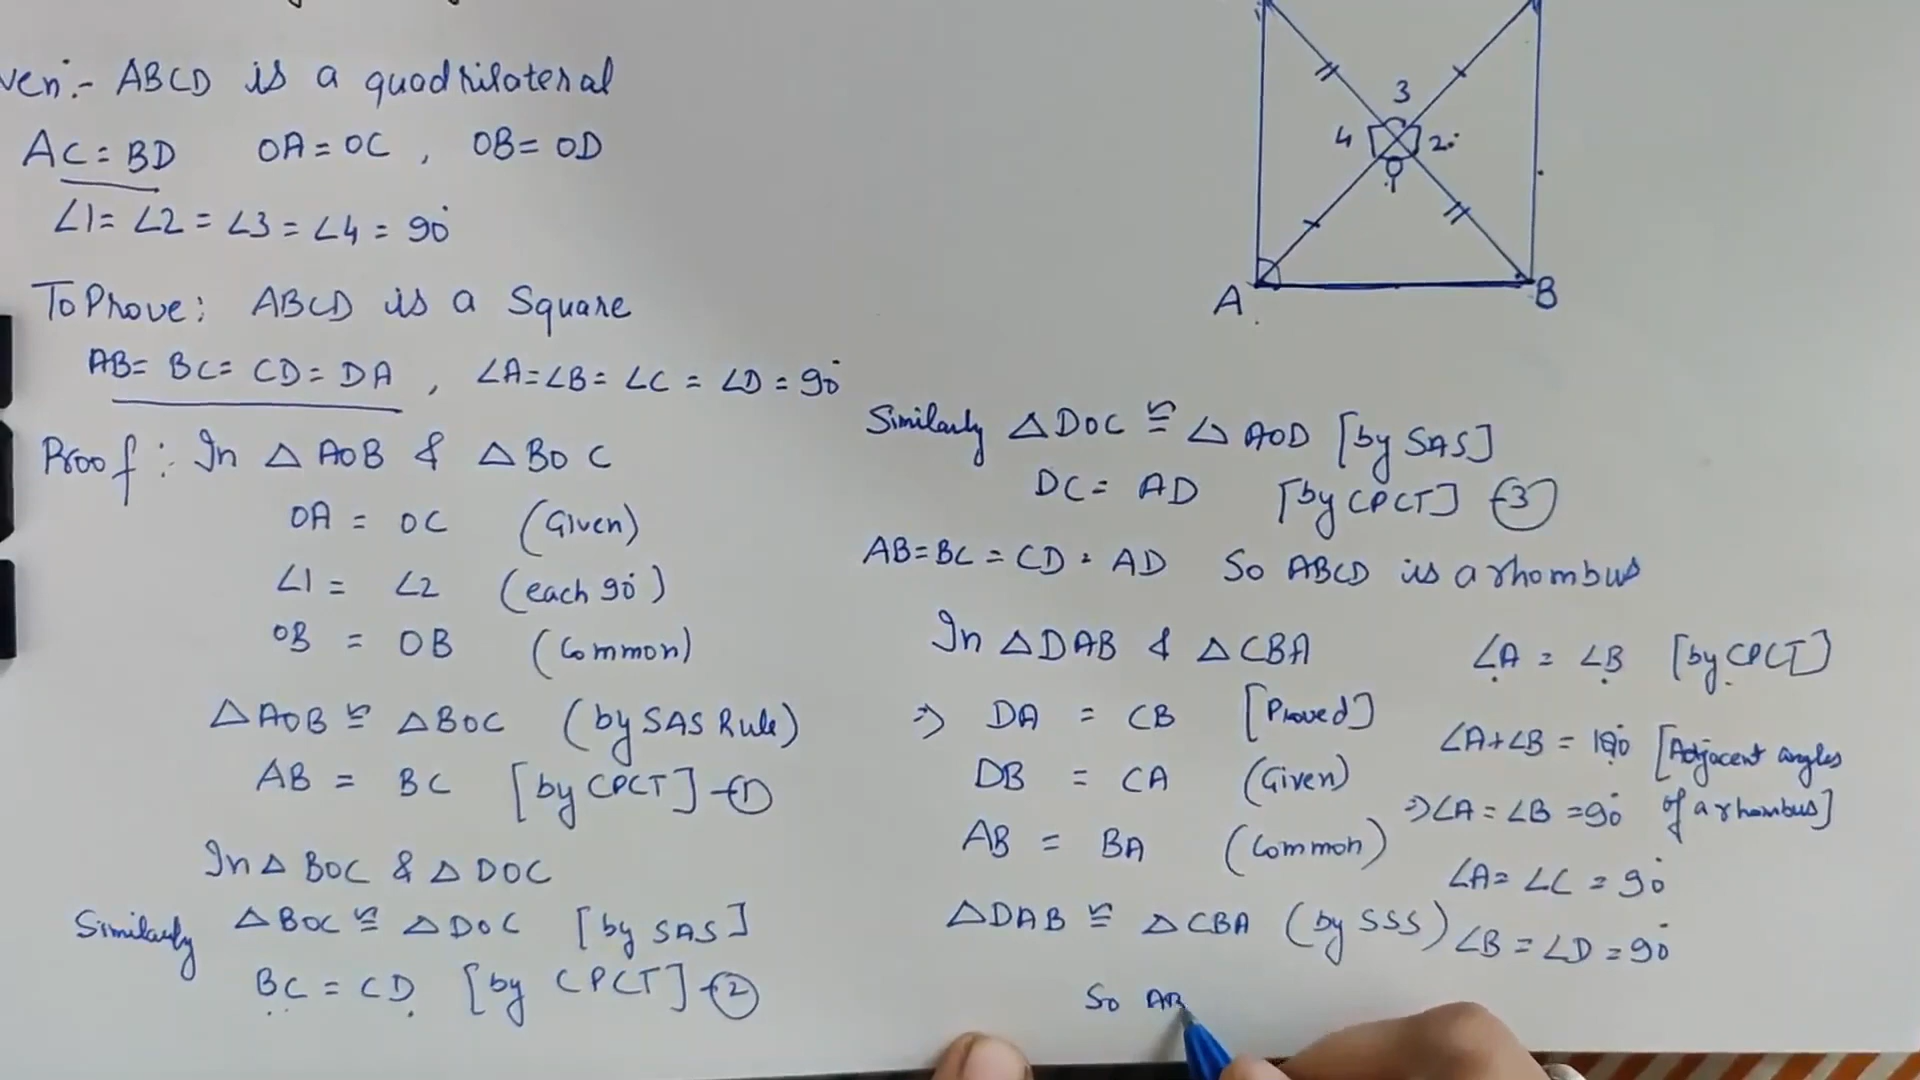 ven:- ABCD is a quadrilateral
AC = BD OA = OC , OB = OD
∠1 = ∠2 = ∠3 = ∠4 = 90°
To Prove: ABCD is a Square
AB = BC = CD = DA , ∠A = ∠B = ∠C = ∠D = 90°
Proof: In △ AOB & △ BOC
OA = OC (Given)
∠1 = ∠2 (each 90°)
OB = OB (Common)
△AOB ≅ △BOC (by SAS Rule)
AB = BC [by CPCT] -①
In △ BOC & △ DOC
Similarly △BOC ≅ △DOC [by SAS]
BC = CD [by CPCT] -②
3
4 2
O
1
A B
Similarly △DOC ≅ △ AOD [by SAS]
DC = AD [by CPCT] -③
AB = BC = CD = AD So ABCD is a rhombus
In △DAB & △CBA
⇒ DA = CB [Proved]
DB = CA (Given)
AB = BA (Common)
△DAB ≅ △CBA (by SSS)
∠A = ∠B [by CPCT]
∠A + ∠B = 180° [Adjacent angles
⇒ ∠A = ∠B = 90° of a rhombus]
∠A = ∠C = 90°
∠B = ∠D = 90°
So AB